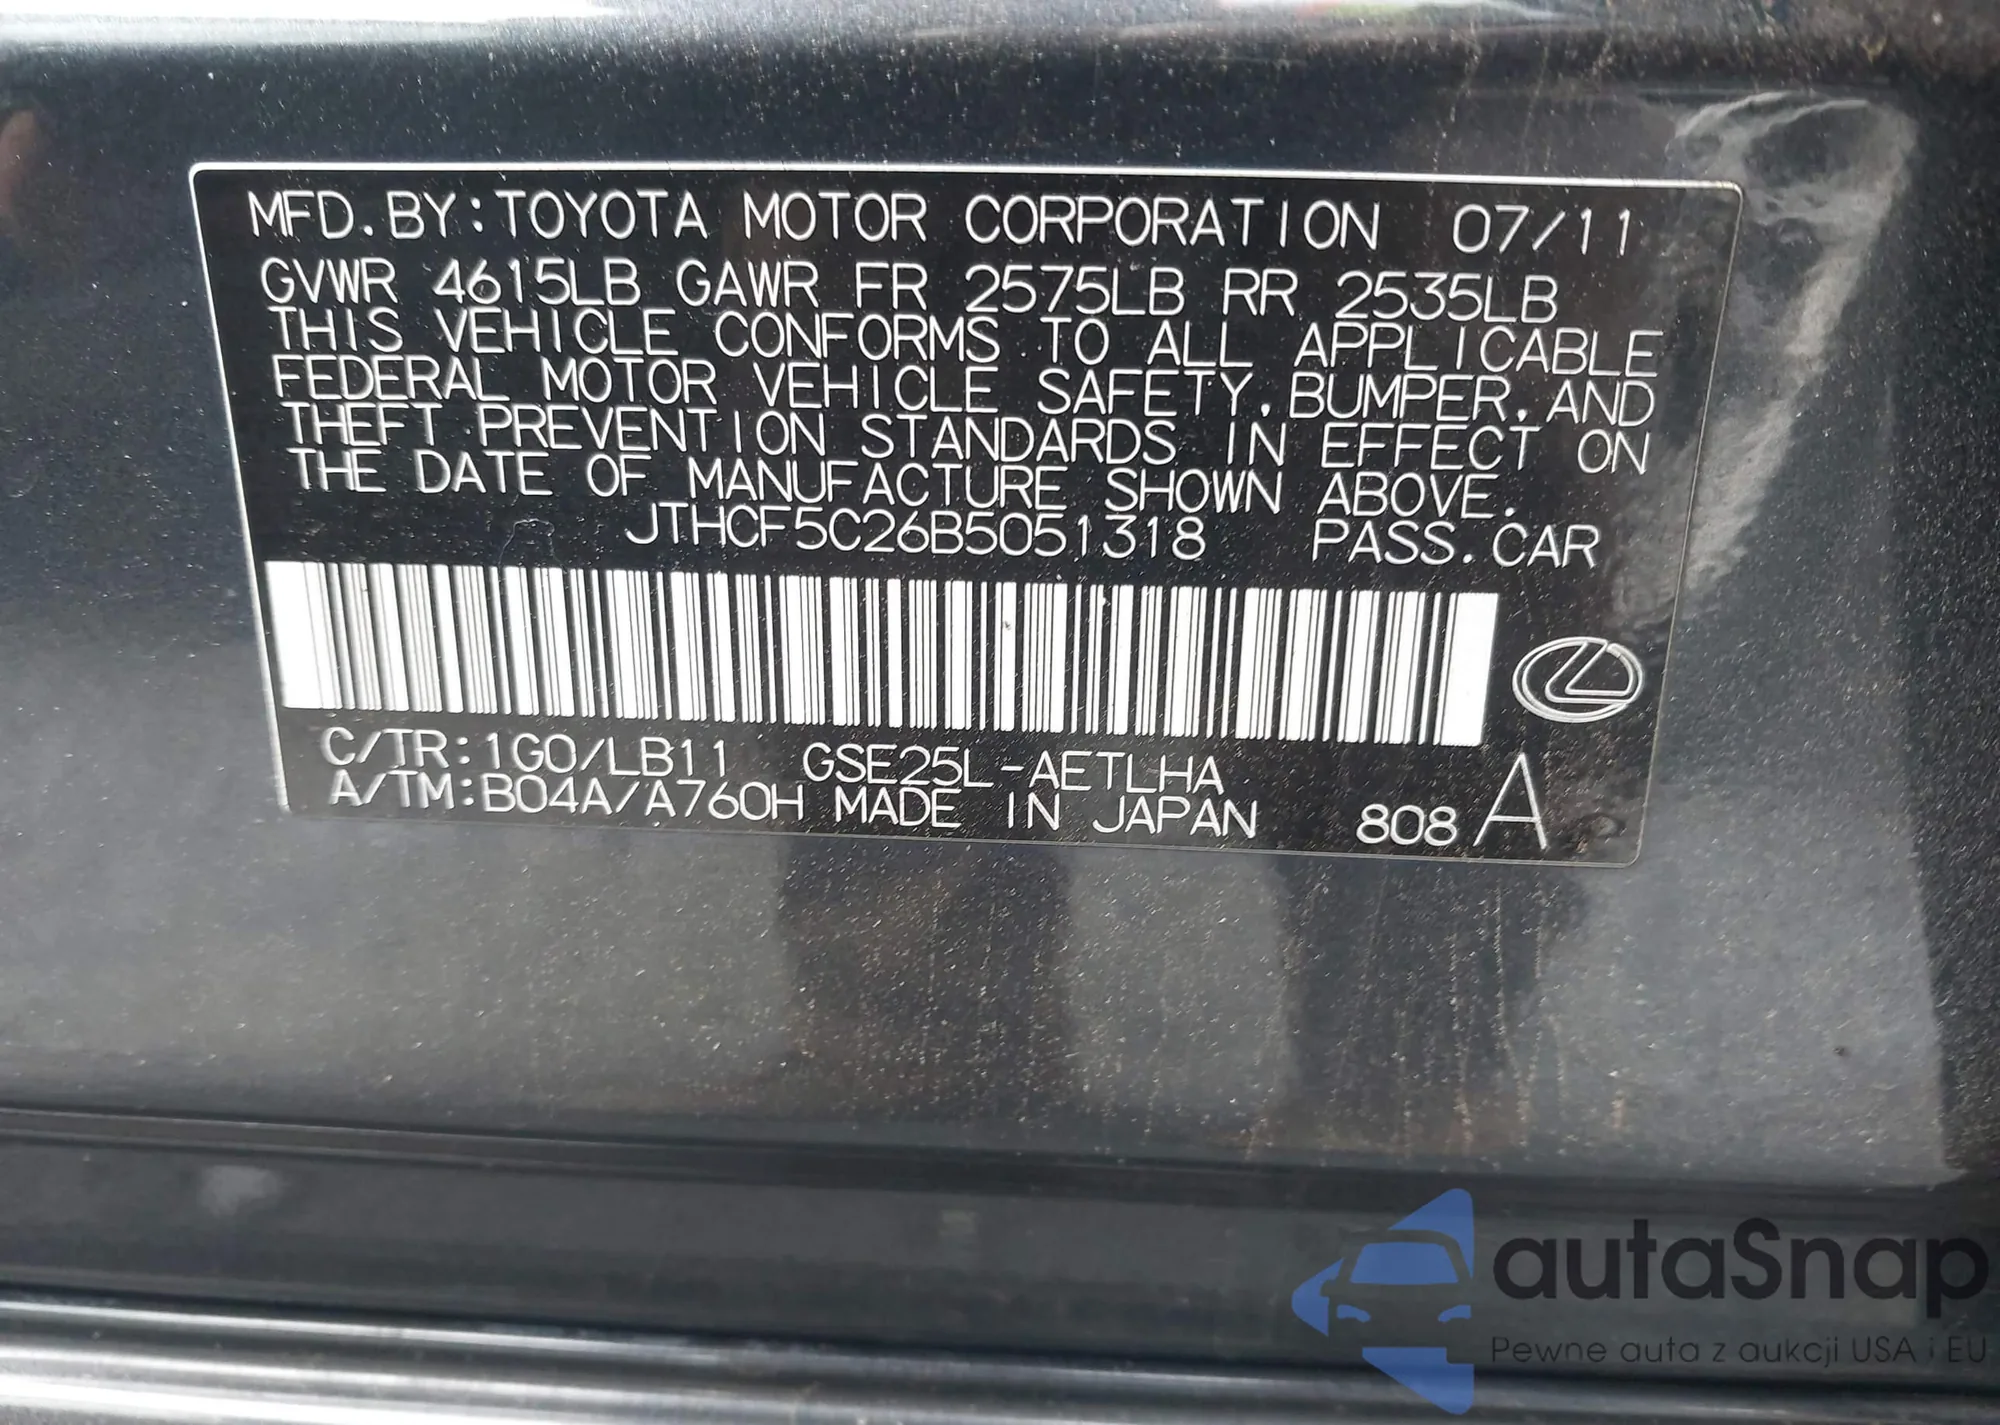 MFD.BY:TOYOTA MOTOR CORPORATION 07/11
GVWR 4615LB GAWR FR 2575LB RR 2535LB
THIS VEHICLE CONFORMS TO ALL APPLICABLE
FEDERAL MOTOR VEHICLE SAFETY, BUMPER, AND
THEFT PREVENTION STANDARDS IN EFFECT ON
THE DATE OF MANUFACTURE SHOWN ABOVE.
JTHCF5C26B5051318 PASS.CAR
C/TR:1G0/LB11 GSE25L-AETLHA
A/TM:B04A/A760H MADE IN JAPAN 808 A
autaSnap
Pewne auta z aukcji USA i EU